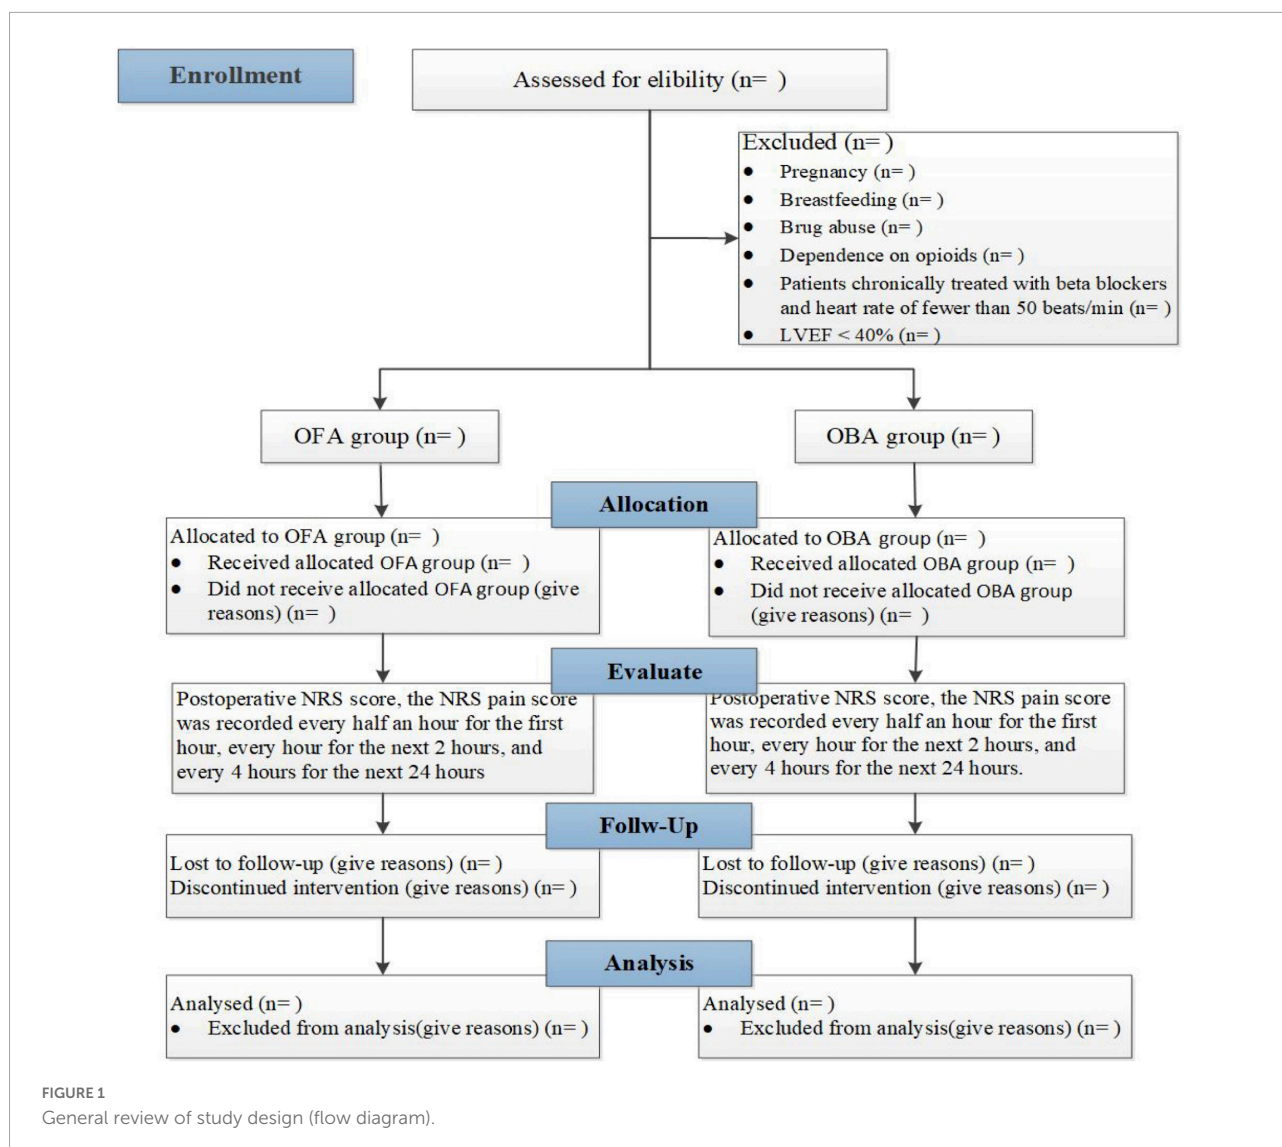 Enrollment
Assessed for elibility (n=  )
Excluded (n= )
● Pregnancy (n= )
● Breastfeeding (n= )
● Brug abuse (n= )
● Dependence on opioids (n= )
● Patients chronically treated with beta blockers
and heart rate of fewer than 50 beats/min (n= )
● LVEF < 40% (n= )
OFA group (n= )
OBA group (n= )
Allocation
Allocated to OFA group (n=  )
● Received allocated OFA group (n=  )
● Did not receive allocated OFA group (give
reasons) (n=  )
Allocated to OBA group (n=  )
● Received allocated OBA group (n=  )
● Did not receive allocated OBA group
(give reasons) (n=  )
Evaluate
Postoperative NRS score, the NRS pain score
was recorded every half an hour for the first
hour, every hour for the next 2 hours, and
every 4 hours for the next 24 hours
Postoperative NRS score, the NRS pain score
was recorded every half an hour for the first
hour, every hour for the next 2 hours, and
every 4 hours for the next 24 hours.
Follw-Up
Lost to follow-up (give reasons) (n= )
Discontinued intervention (give reasons) (n= )
Lost to follow-up (give reasons) (n= )
Discontinued intervention (give reasons) (n= )
Analysis
Analysed (n= )
● Excluded from analysis(give reasons) (n= )
Analysed (n= )
● Excluded from analysis(give reasons) (n= )
FIGURE 1
General review of study design (flow diagram).